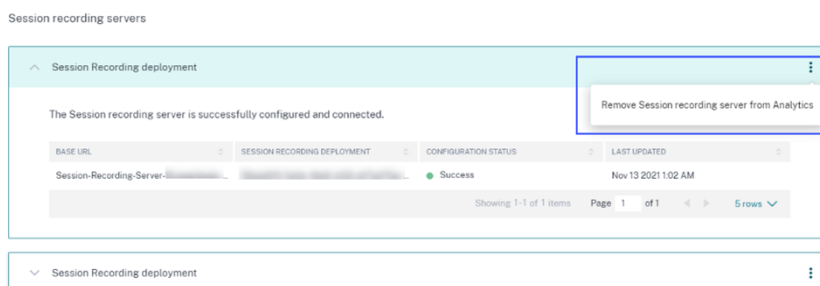 Session recording servers
Session Recording deployment
Remove Session recording server from Analytics
The Session recording server is successfully configured and connected.
BASE URL SESSION RECORDING DEPLOYMENT CONFIGURATION STATUS LAST UPDATED
Session-Recording-Server- ... ... Success Nov 13 2021 1:02 AM
Showing 1-1 of 1 items Page 1 of 1 5 rows
Session Recording deployment